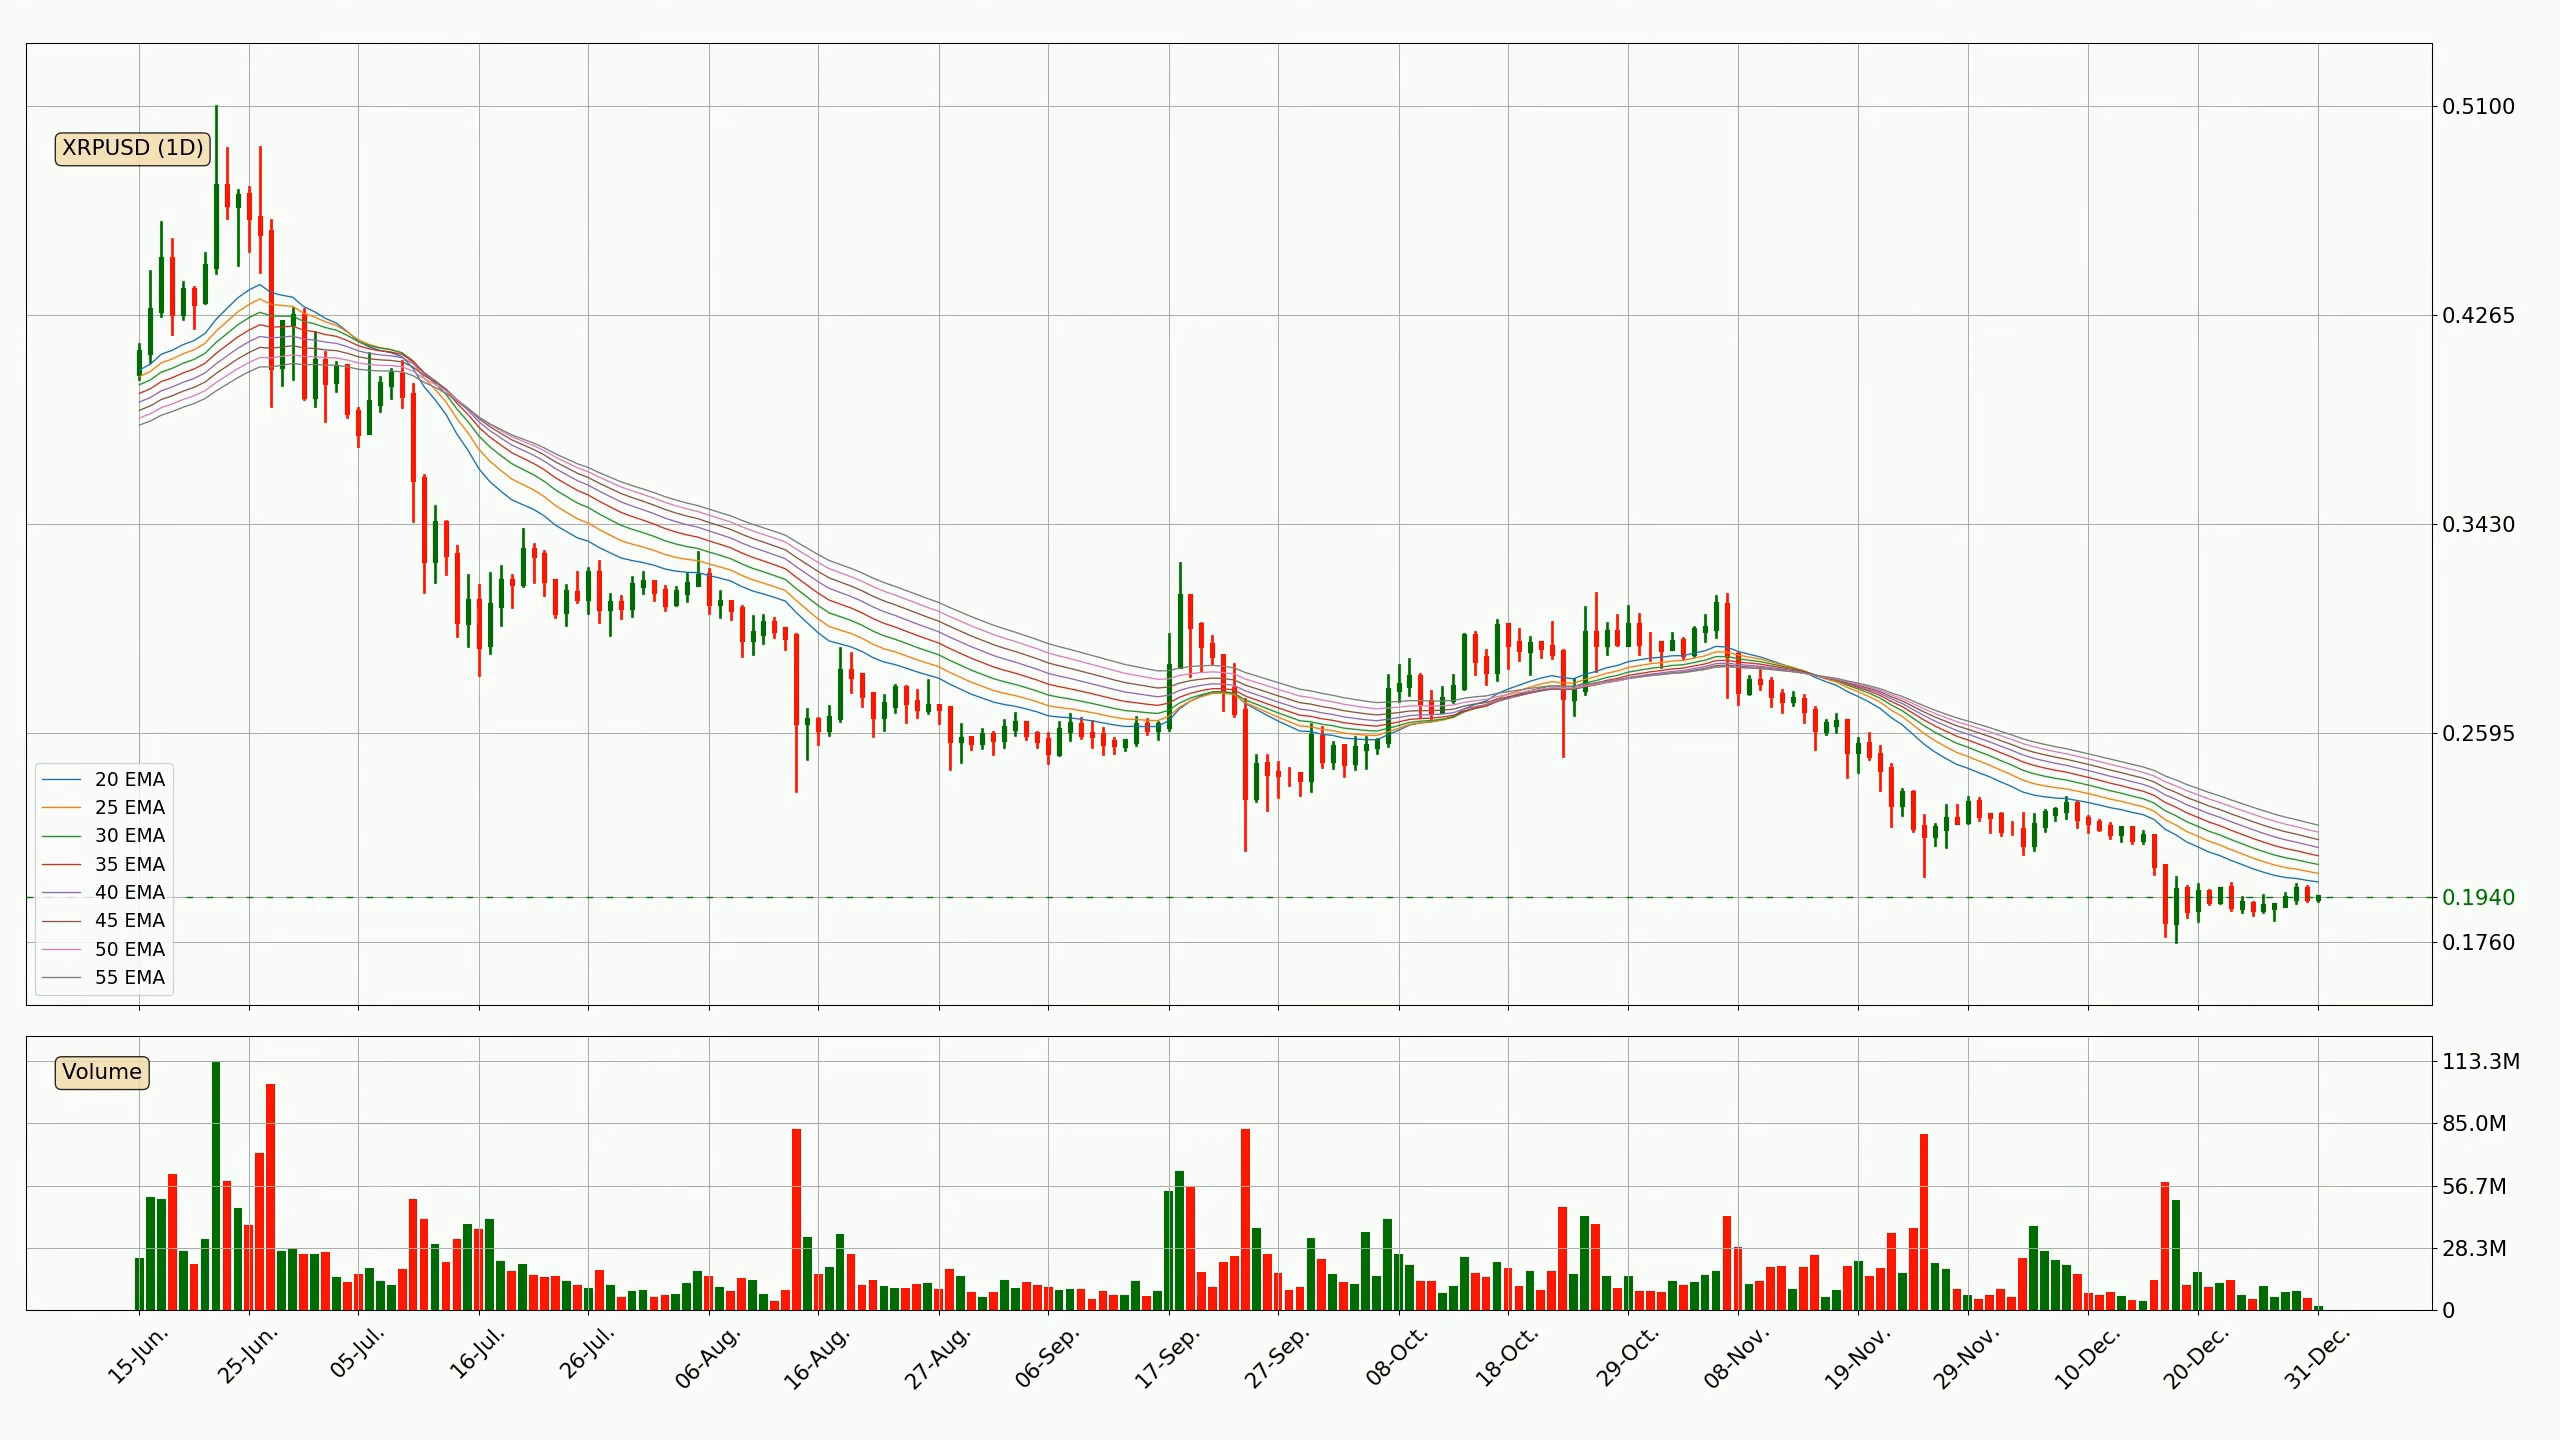 XRPUSD (1D)
0.5100
0.4265
0.3430
0.2595
0.1940
0.1760
20 EMA
25 EMA
30 EMA
35 EMA
40 EMA
45 EMA
50 EMA
55 EMA
Volume
113.3M
85.0M
56.7M
28.3M
0
15-Jun.
25-Jun.
05-Jul.
16-Jul.
26-Jul.
06-Aug.
16-Aug.
27-Aug.
06-Sep.
17-Sep.
27-Sep.
08-Oct.
18-Oct.
29-Oct.
08-Nov.
19-Nov.
29-Nov.
10-Dec.
20-Dec.
31-Dec.